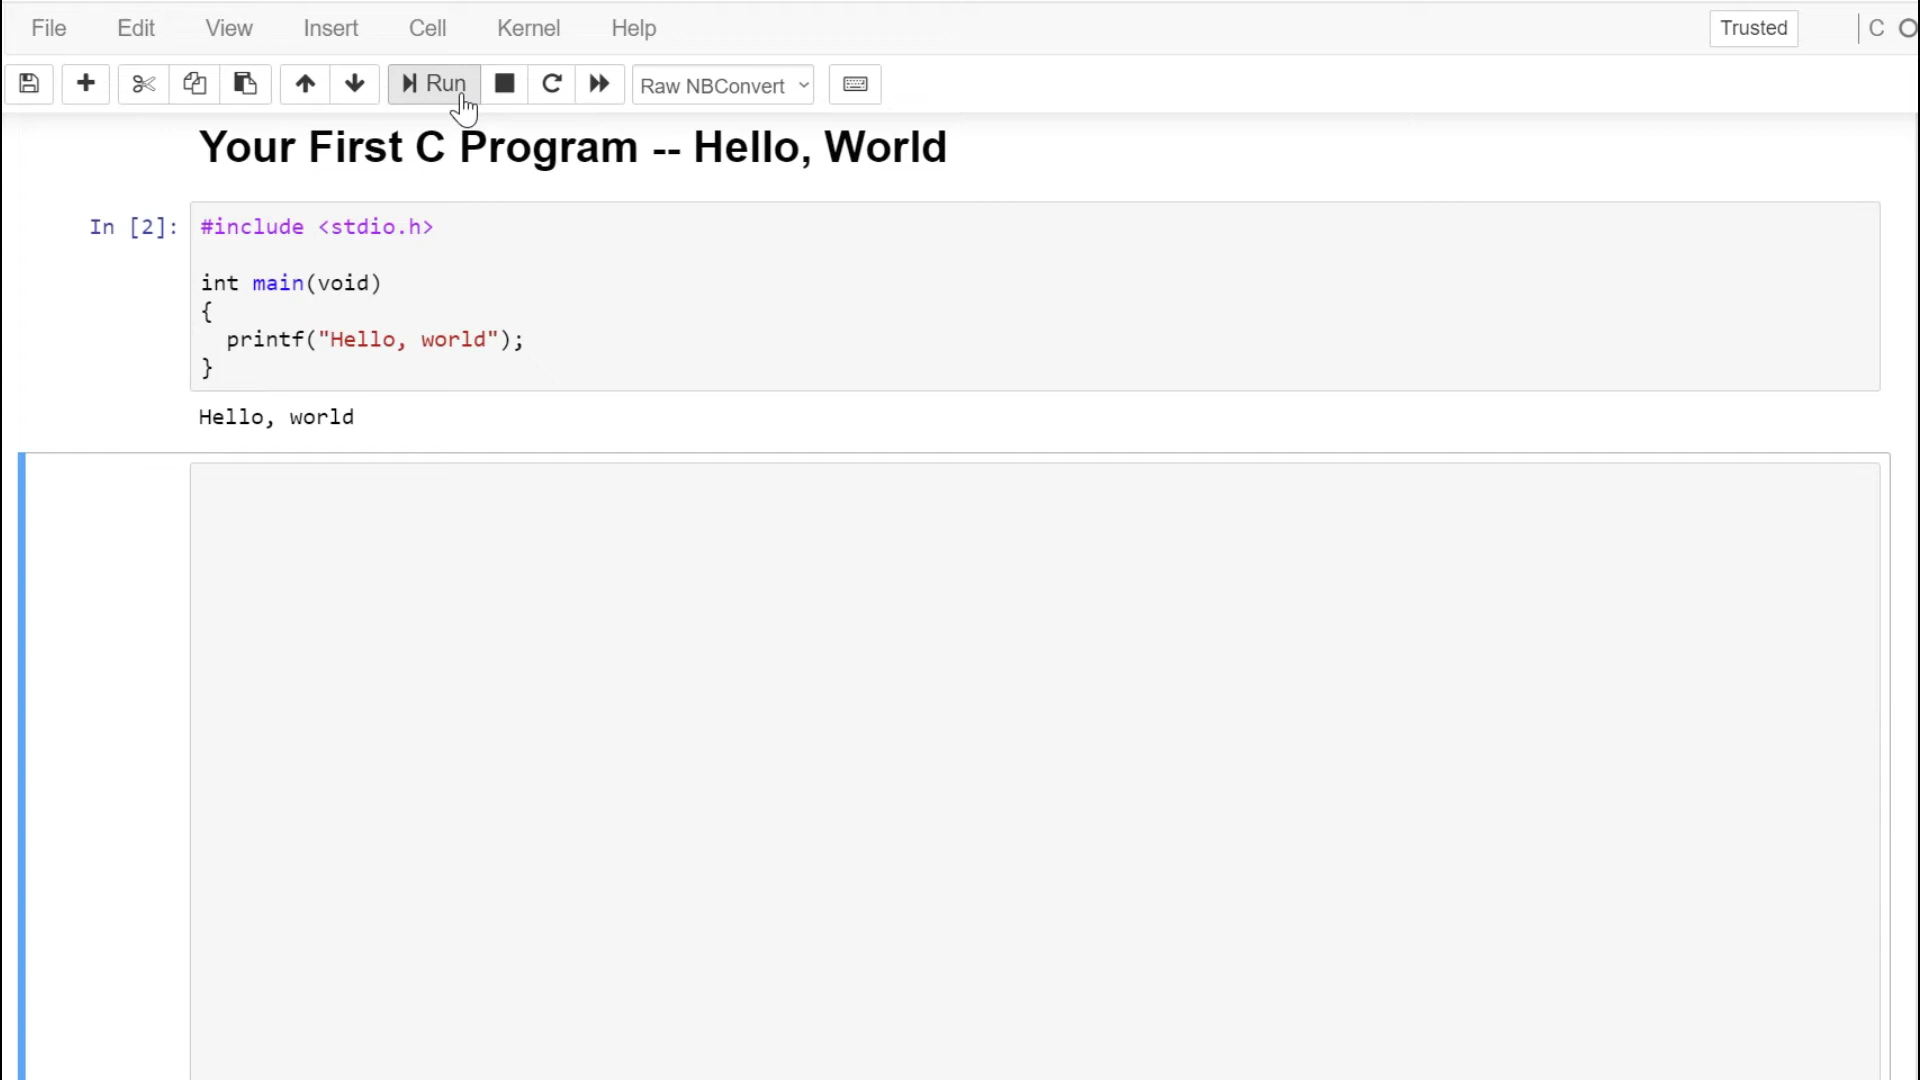 File Edit View Insert Cell Kernel Help Trusted C
Run Raw NBConvert
Your First C Program -- Hello, World
In [2]: #include <stdio.h>
int main(void)
{
printf("Hello, world");
}
Hello, world